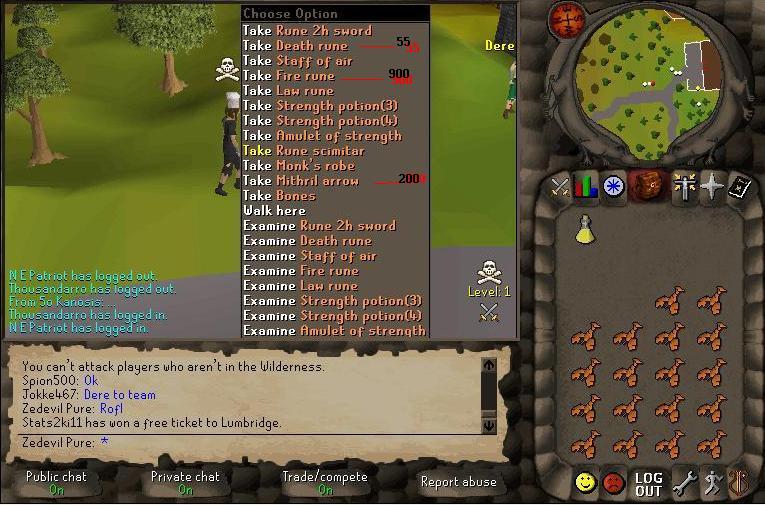 Choose Option
Take Rune 2h sword
Take Death rune 55
Take Staff of air
Take Fire rune 900
Take Law rune
Take Strength potion(3)
Take Strength potion(4)
Take Amulet of strength
Take Rune scimitar
Take Monk's robe
Take Mithril arrow 200
Take Bones
Walk here
Examine Rune 2h sword
Examine Death rune
Examine Staff of air
Examine Fire rune
Examine Law rune
Examine Strength potion(3)
Examine Strength potion(4)
Examine Amulet of strength
Dere
Level: 1
N E Patriot has logged out.
Thousandarro has logged out.
From So Kanosis: ...
Thousandarro has logged in.
N E Patriot has logged in.
You can't attack players who aren't in the Wilderness.
Spion500: Ok
Jokke467: Dere to team
Zedevil Pure: Rofl
Stats2ki11 has won a free ticket to Lumbridge.
Zedevil Pure: *
Public chat
On
Private chat
On
Trade/compete
On
Report abuse
LOG
OUT